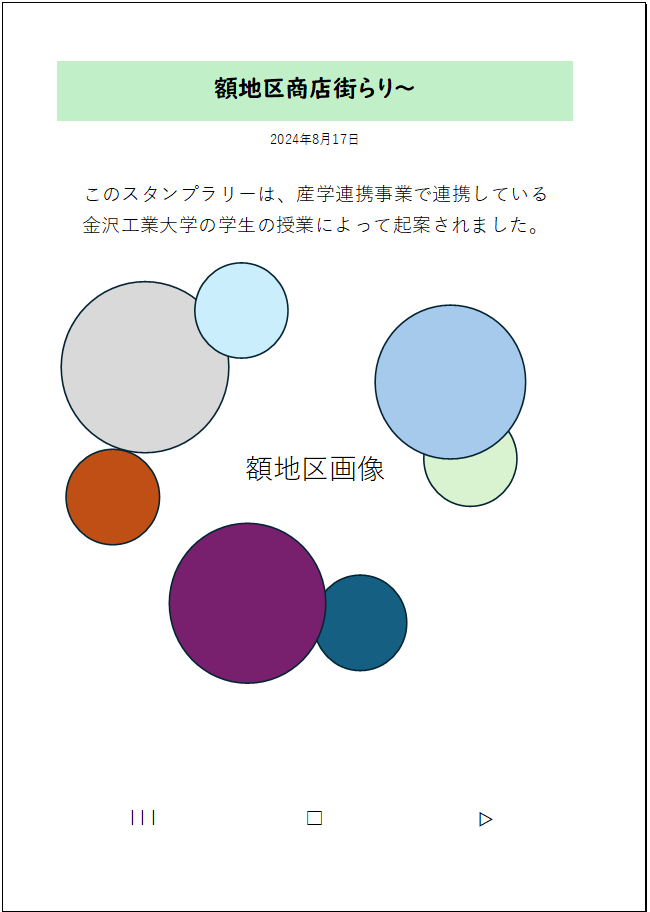 額地区商店街らり～
2024年8月17日
このスタンプラリーは、産学連携事業で連携している
金沢工業大学の学生の授業によって起案されました。
額地区画像